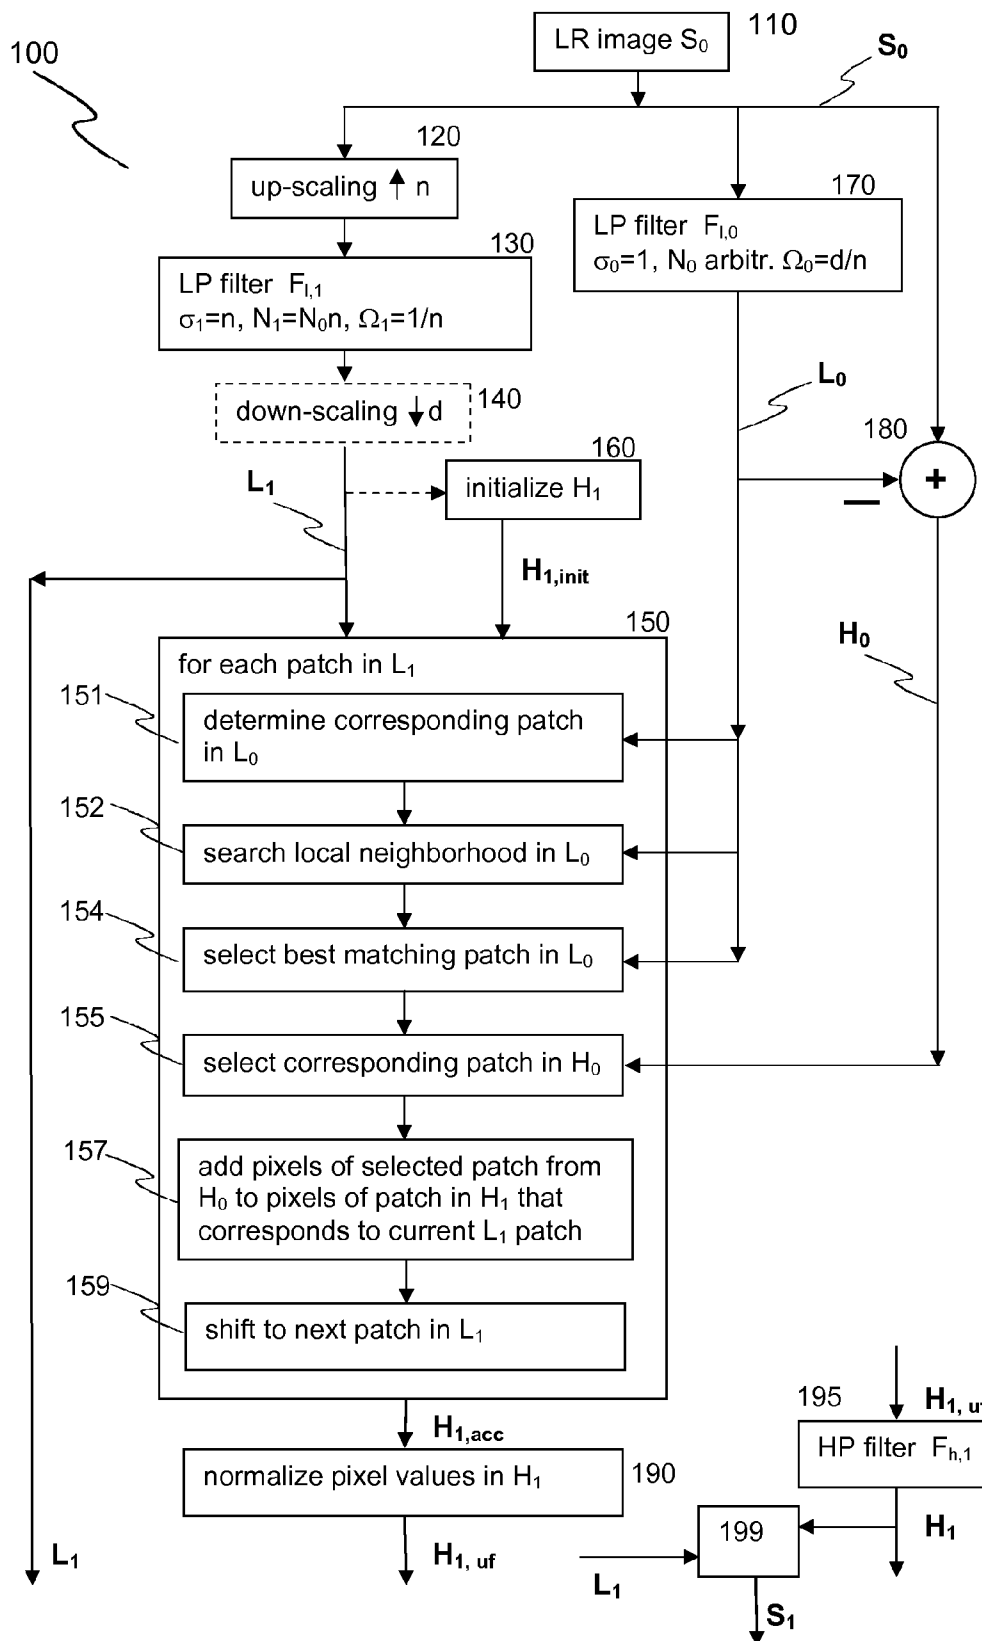 100
LR image S₀
110
S₀
120
up-scaling ↑ n
170
LP filter F_l,0
σ₀=1, N₀ arbitr. Ω₀=d/n
130
LP filter F_l,1
σ₁=n, N₁=N₀n, Ω₁=1/n
L₀
140
down-scaling ↓d
180
+
–
160
initialize H₁
L₁
H₁,init
150
H₀
for each patch in L₁
151
determine corresponding patch
in L₀
152
search local neighborhood in L₀
154
select best matching patch in L₀
155
select corresponding patch in H₀
157
add pixels of selected patch from
H₀ to pixels of patch in H₁ that
corresponds to current L₁ patch
159
shift to next patch in L₁
H₁,acc
195
H₁, uf
HP filter F_h,1
normalize pixel values in H₁
190
199
H₁
L₁
H₁, uf
L₁
S₁